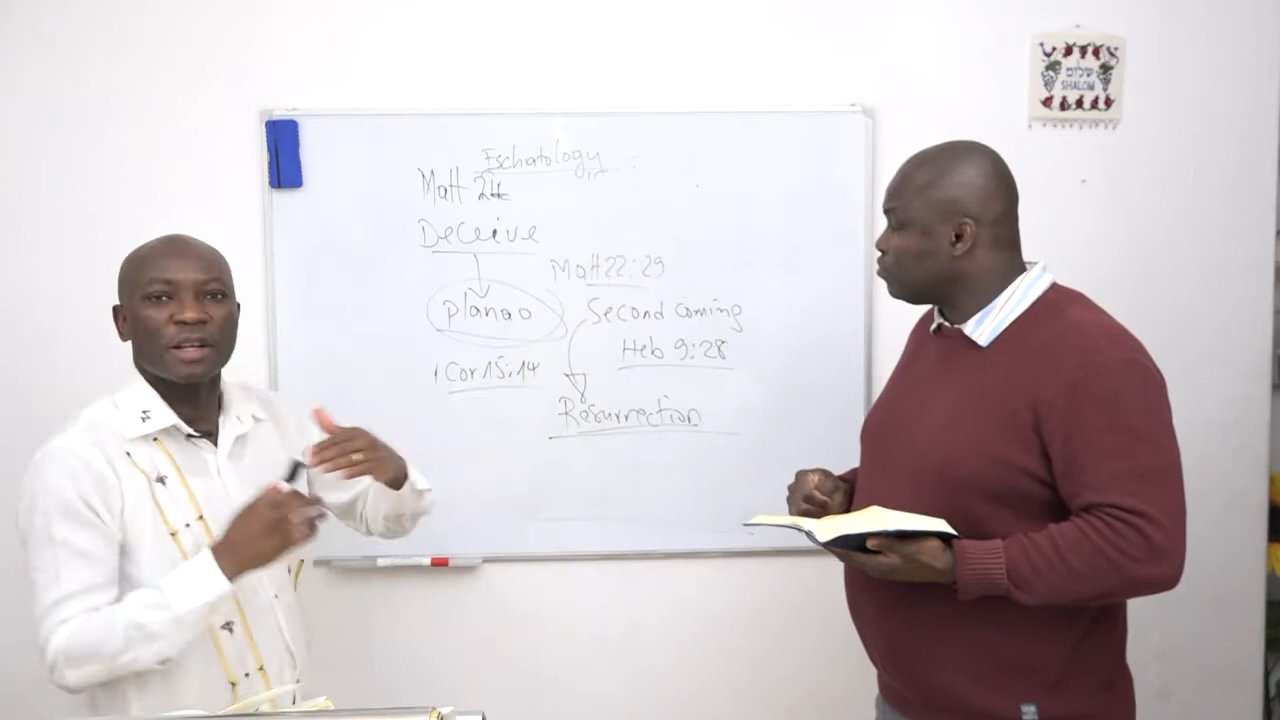 Eschatology
Matt 24
Deceive
planao
1 Cor 15:14
Matt 22:29
Second coming
Heb 9:28
Resurrection
שלום
SHALOM